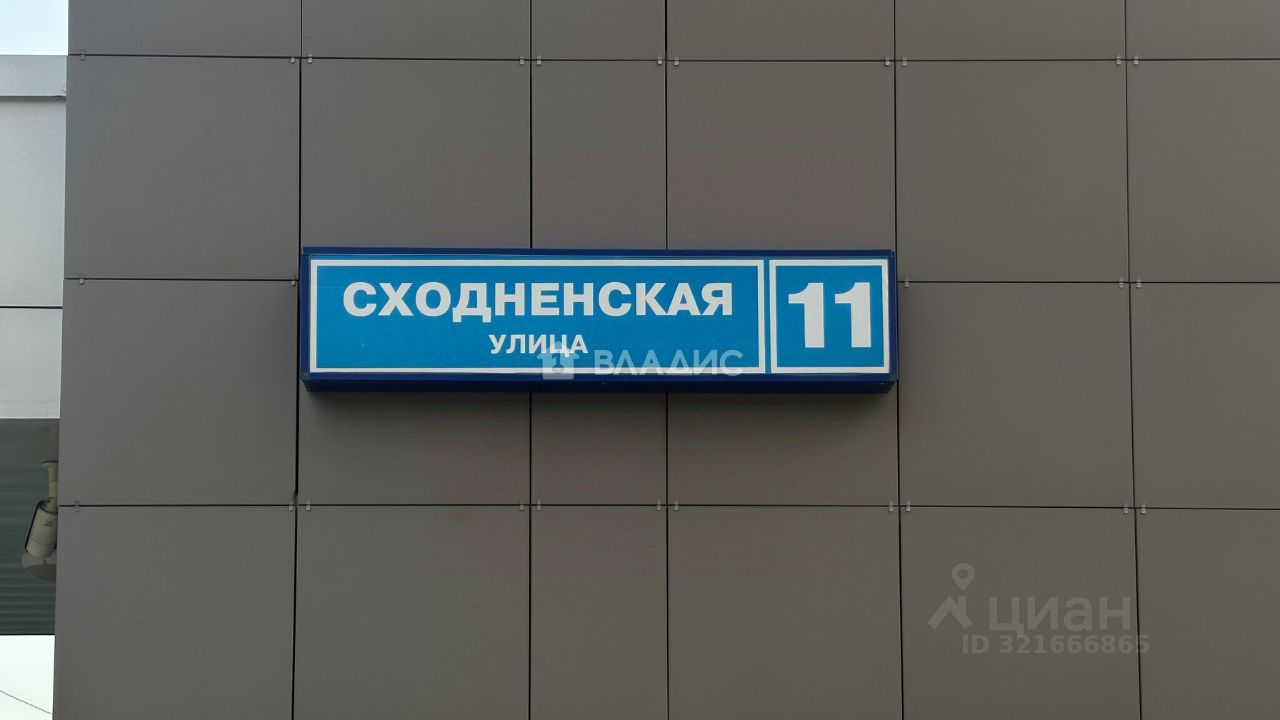 СХОДНЕНСКАЯ 11
УЛИЦА
ВЛАДИС
циан
ID 321666865